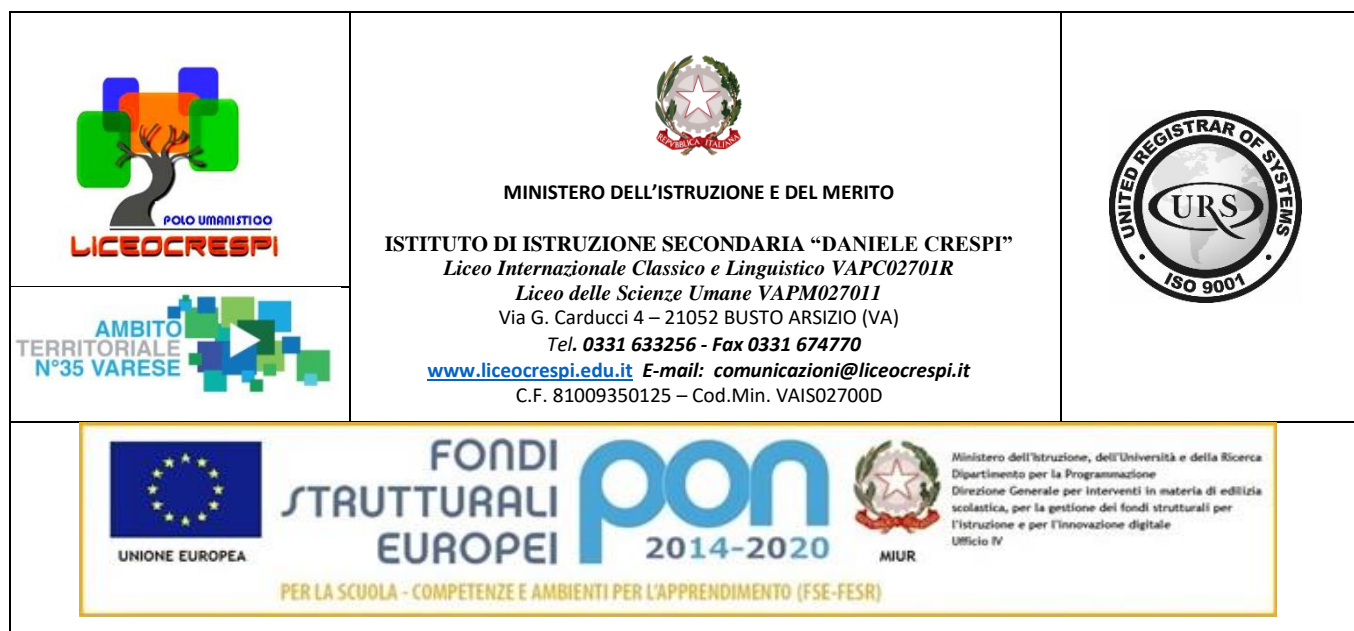 POLO UMANISTICO
LICEOCRESPI
AMBITO
TERRITORIALE
N°35 VARESE
REPVBBLICA ITALIANA
MINISTERO DELL'ISTRUZIONE E DEL MERITO
ISTITUTO DI ISTRUZIONE SECONDARIA “DANIELE CRESPI”
Liceo Internazionale Classico e Linguistico VAPC02701R
Liceo delle Scienze Umane VAPM027011
Via G. Carducci 4 – 21052 BUSTO ARSIZIO (VA)
Tel. 0331 633256 - Fax 0331 674770
www.liceocrespi.edu.it E-mail: comunicazioni@liceocrespi.it
C.F. 81009350125 – Cod.Min. VAIS02700D
UNITED REGISTRAR OF SYSTEMS
URS
ISO 9001
UNIONE EUROPEA
FONDI
STRUTTURALI
EUROPEI
pon
2014-2020
MIUR
Ministero dell'Istruzione, dell'Università e della Ricerca
Dipartimento per la Programmazione
Direzione Generale per interventi in materia di edilizia
scolastica, per la gestione dei fondi strutturali per
l'istruzione e per l'innovazione digitale
Ufficio IV
PER LA SCUOLA - COMPETENZE E AMBIENTI PER L'APPRENDIMENTO (FSE-FESR)